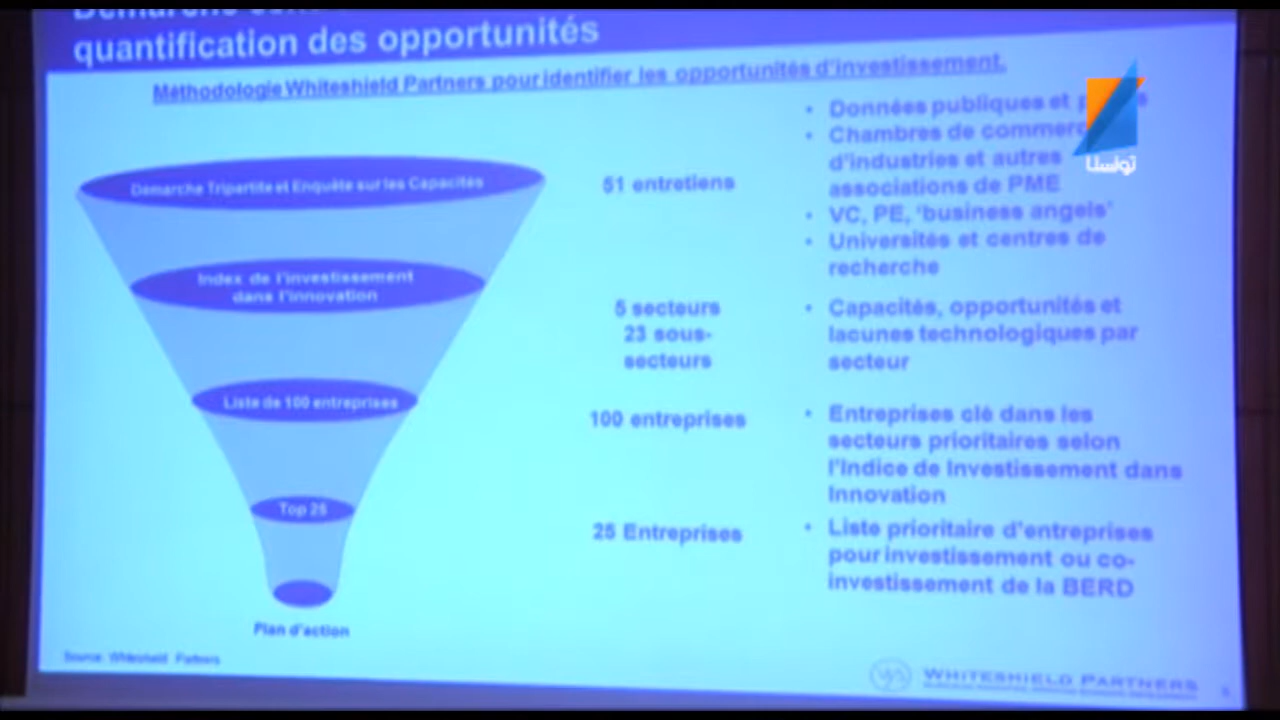 quantification des opportunités
Méthodologie Whiteshield Partners pour identifier les opportunités d'investissement.
Démarche Tripartite et Enquête sur les Capacités
51 entretiens
• Données publiques et
• Chambres de commerc
d'industries et autres
associations de PME
• VC, PE, 'business angels'
• Universités et centres de
recherche
Index de l'investissement
dans l'innovation
5 secteurs
23 sous-
secteurs
• Capacités, opportunités et
lacunes technologiques par
secteur
Liste de 100 entreprises
100 entreprises
• Entreprises clé dans les
secteurs prioritaires selon
l'Indice de Investissement dans
Innovation
Top 25
25 Entreprises
• Liste prioritaire d'entreprises
pour investissement ou co-
investissement de la BERD
Plan d'action
Source: Whiteshield Partners
WHITESHIELD PARTNERS
تونسنا